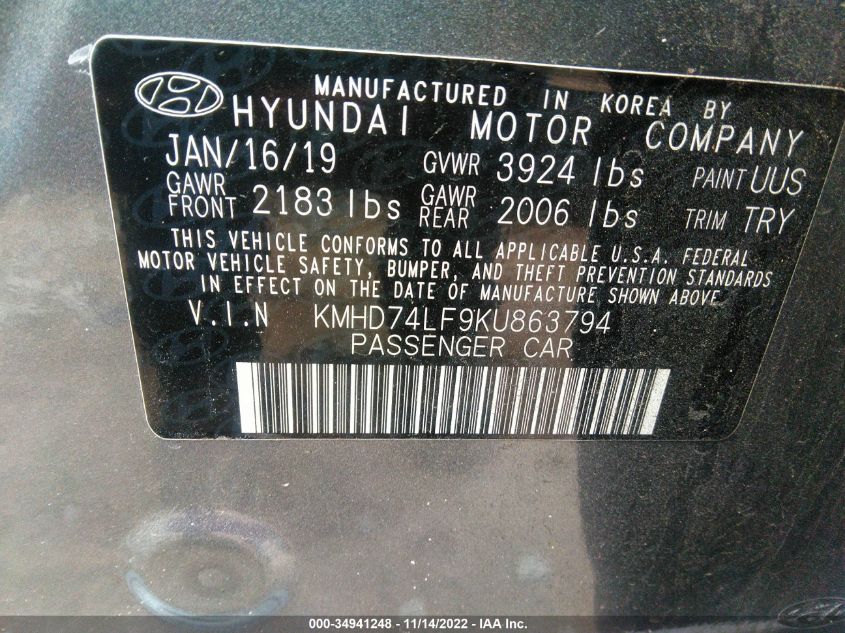 MANUFACTURED IN KOREA BY
HYUNDAI MOTOR COMPANY
JAN/16/19 GVWR 3924 lbs PAINT UUS
GAWR FRONT 2183 lbs GAWR REAR 2006 lbs TRIM TRY
THIS VEHICLE CONFORMS TO ALL APPLICABLE U.S.A. FEDERAL
MOTOR VEHICLE SAFETY, BUMPER, AND THEFT PREVENTION STANDARDS
IN EFFECT ON THE DATE OF MANUFACTURE SHOWN ABOVE
V.I.N KMHD74LF9KU863794
PASSENGER CAR
000-34941248 - 11/14/2022 - IAA Inc.